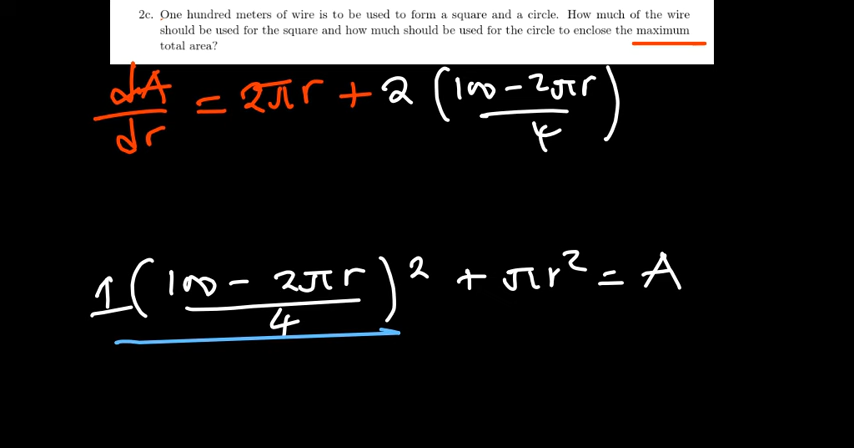 2c. One hundred meters of wire is to be used to form a square and a circle. How much of the wire
should be used for the square and how much should be used for the circle to enclose the maximum
total area?
dA/dr = 2πr + 2 ((100 - 2πr)/4)
1((100 - 2πr)/4)² + πr² = A